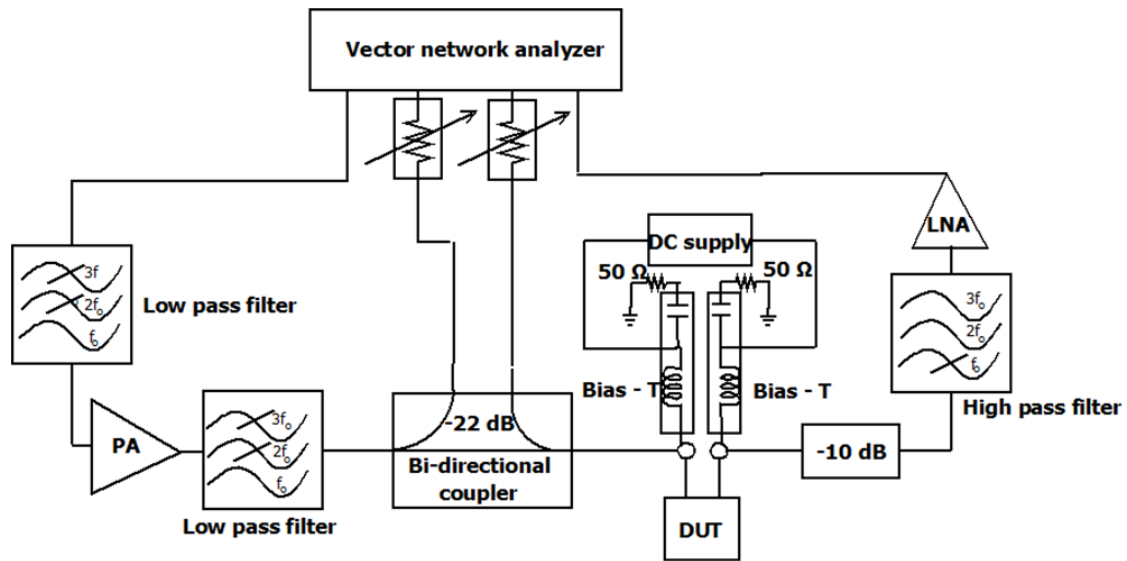 Vector network analyzer
LNA
DC supply
50 Ω
50 Ω
3f
2fo
fo
Low pass filter
3fo
2fo
fo
Bias - T
Bias - T
High pass filter
PA
3fo
2fo
fo
Low pass filter
-22 dB
Bi-directional
coupler
-10 dB
DUT